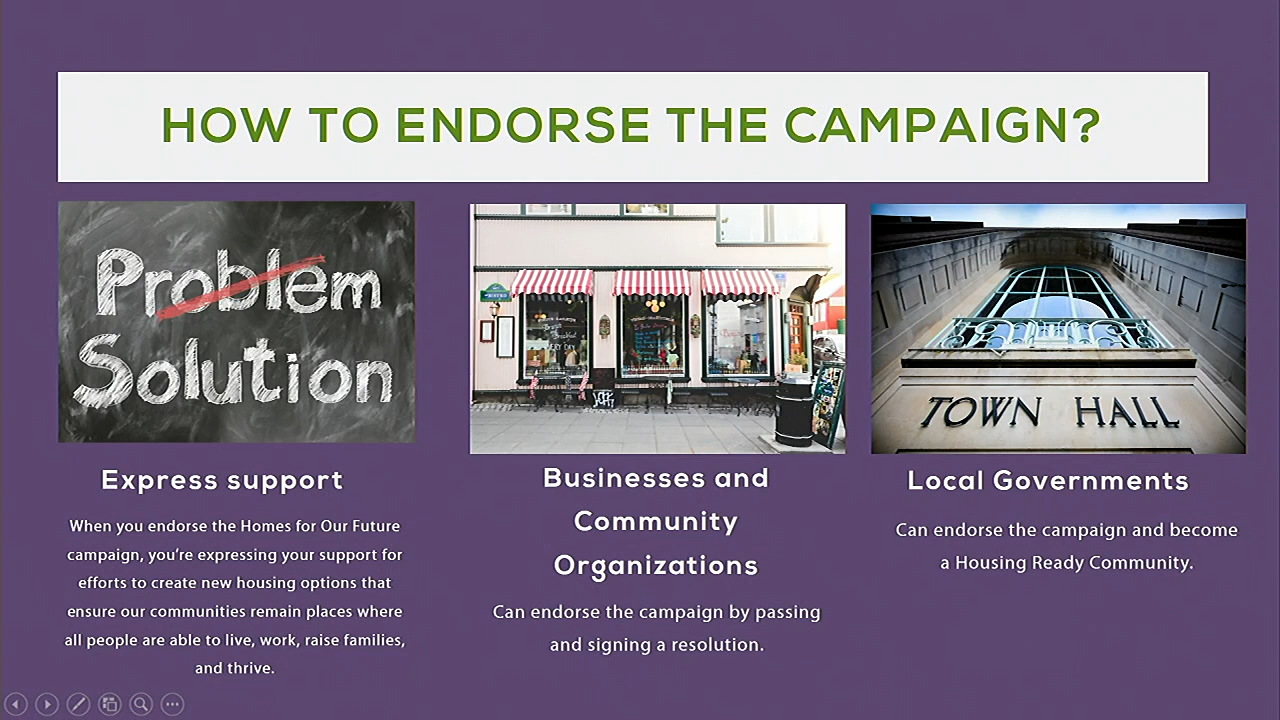 HOW TO ENDORSE THE CAMPAIGN?
Problem
Solution
BISTRO
TOWN HALL
Express support
When you endorse the Homes for Our Future
campaign, you're expressing your support for
efforts to create new housing options that
ensure our communities remain places where
all people are able to live, work, raise families,
and thrive.
Businesses and
Community
Organizations
Can endorse the campaign by passing
and signing a resolution.
Local Governments
Can endorse the campaign and become
a Housing Ready Community.